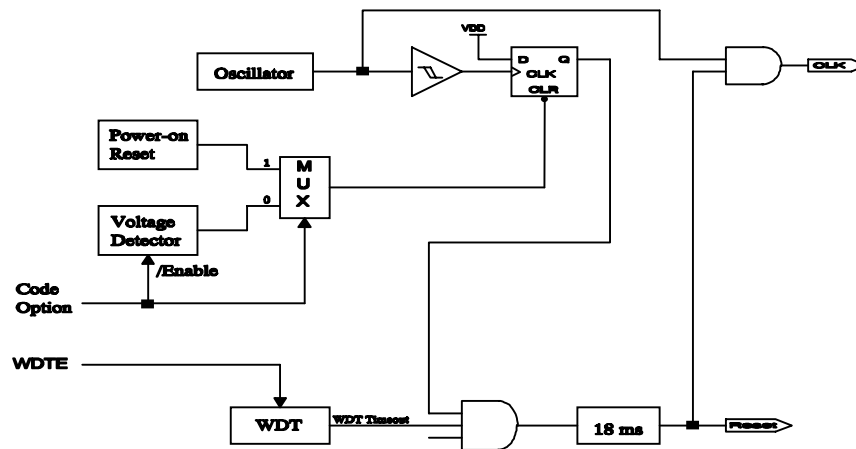 VDD
Oscillator
D Q
CLK
CLR
CLK
Power-on
Reset
1
M
U
X
0
Voltage
Detector
/Enable
Code
Option
WDTE
WDT
WDT Timeout
18 ms
Reset